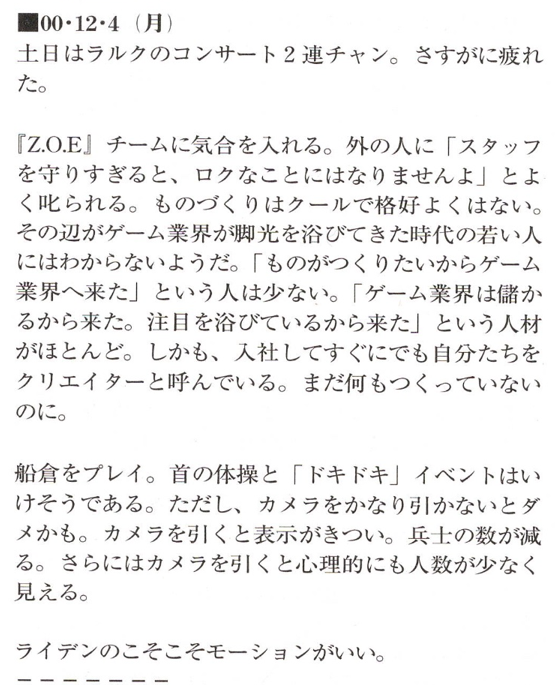 ■00・12・4（月）
土日はラルクのコンサート２連チャン。さすがに疲れ
た。
『Z.O.E』チームに気合を入れる。外の人に「スタッフ
を守りすぎると、ロクなことにはなりませんよ」とよ
く叱られる。ものづくりはクールで格好よくはない。
その辺がゲーム業界が脚光を浴びてきた時代の若い人
にはわからないようだ。「ものがつくりたいからゲーム
業界へ来た」という人は少ない。「ゲーム業界は儲か
るから来た。注目を浴びているから来た」という人材
がほとんど。しかも、入社してすぐにでも自分たちを
クリエイターと呼んでいる。まだ何もつくっていない
のに。
船倉をプレイ。首の体操と「ドキドキ」イベントはい
けそうである。ただし、カメラをかなり引かないとダ
メかも。カメラを引くと表示がきつい。兵士の数が減
る。さらにはカメラを引くと心理的にも人数が少なく
見える。
ライデンのこそこそモーションがいい。
－－－－－－－